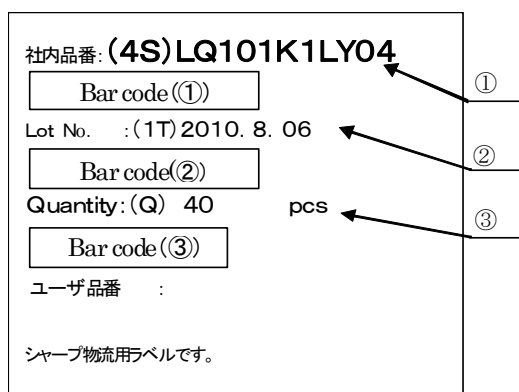 社内品番:(4S)LQ101K1LY04
①
Bar code(①)
Lot No. :(1T)2010. 8. 06
②
Bar code(②)
Quantity:(Q) 40 pcs
③
Bar code(③)
ユーザ品番 :
シャープ物流用ラベルです。